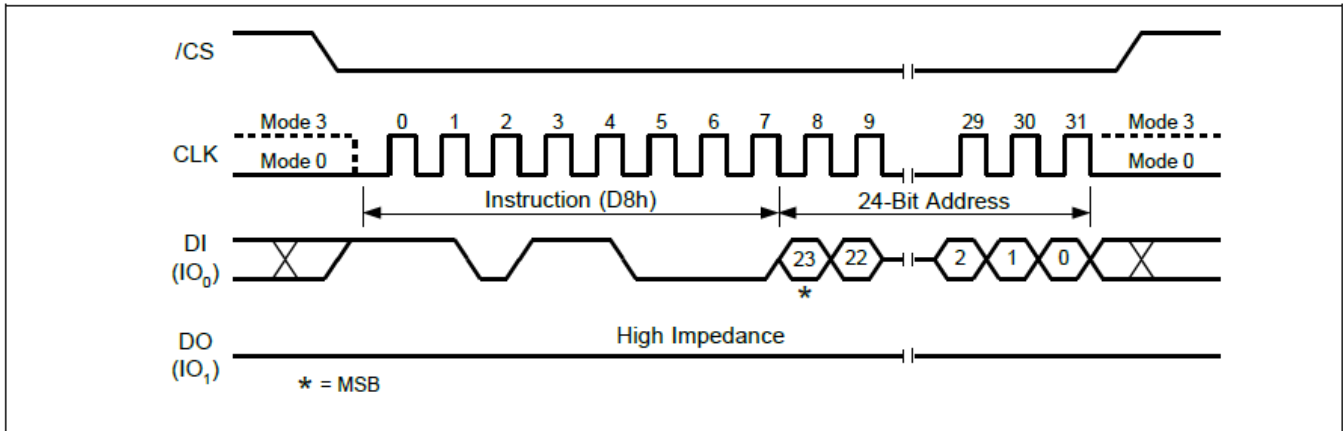 /CS
Mode 3 0 1 2 3 4 5 6 7 8 9 29 30 31 Mode 3
CLK
Mode 0 Mode 0
Instruction (D8h) 24-Bit Address
DI
(IO0) 23 22 2 1 0
*
High Impedance
DO
(IO1)
* = MSB